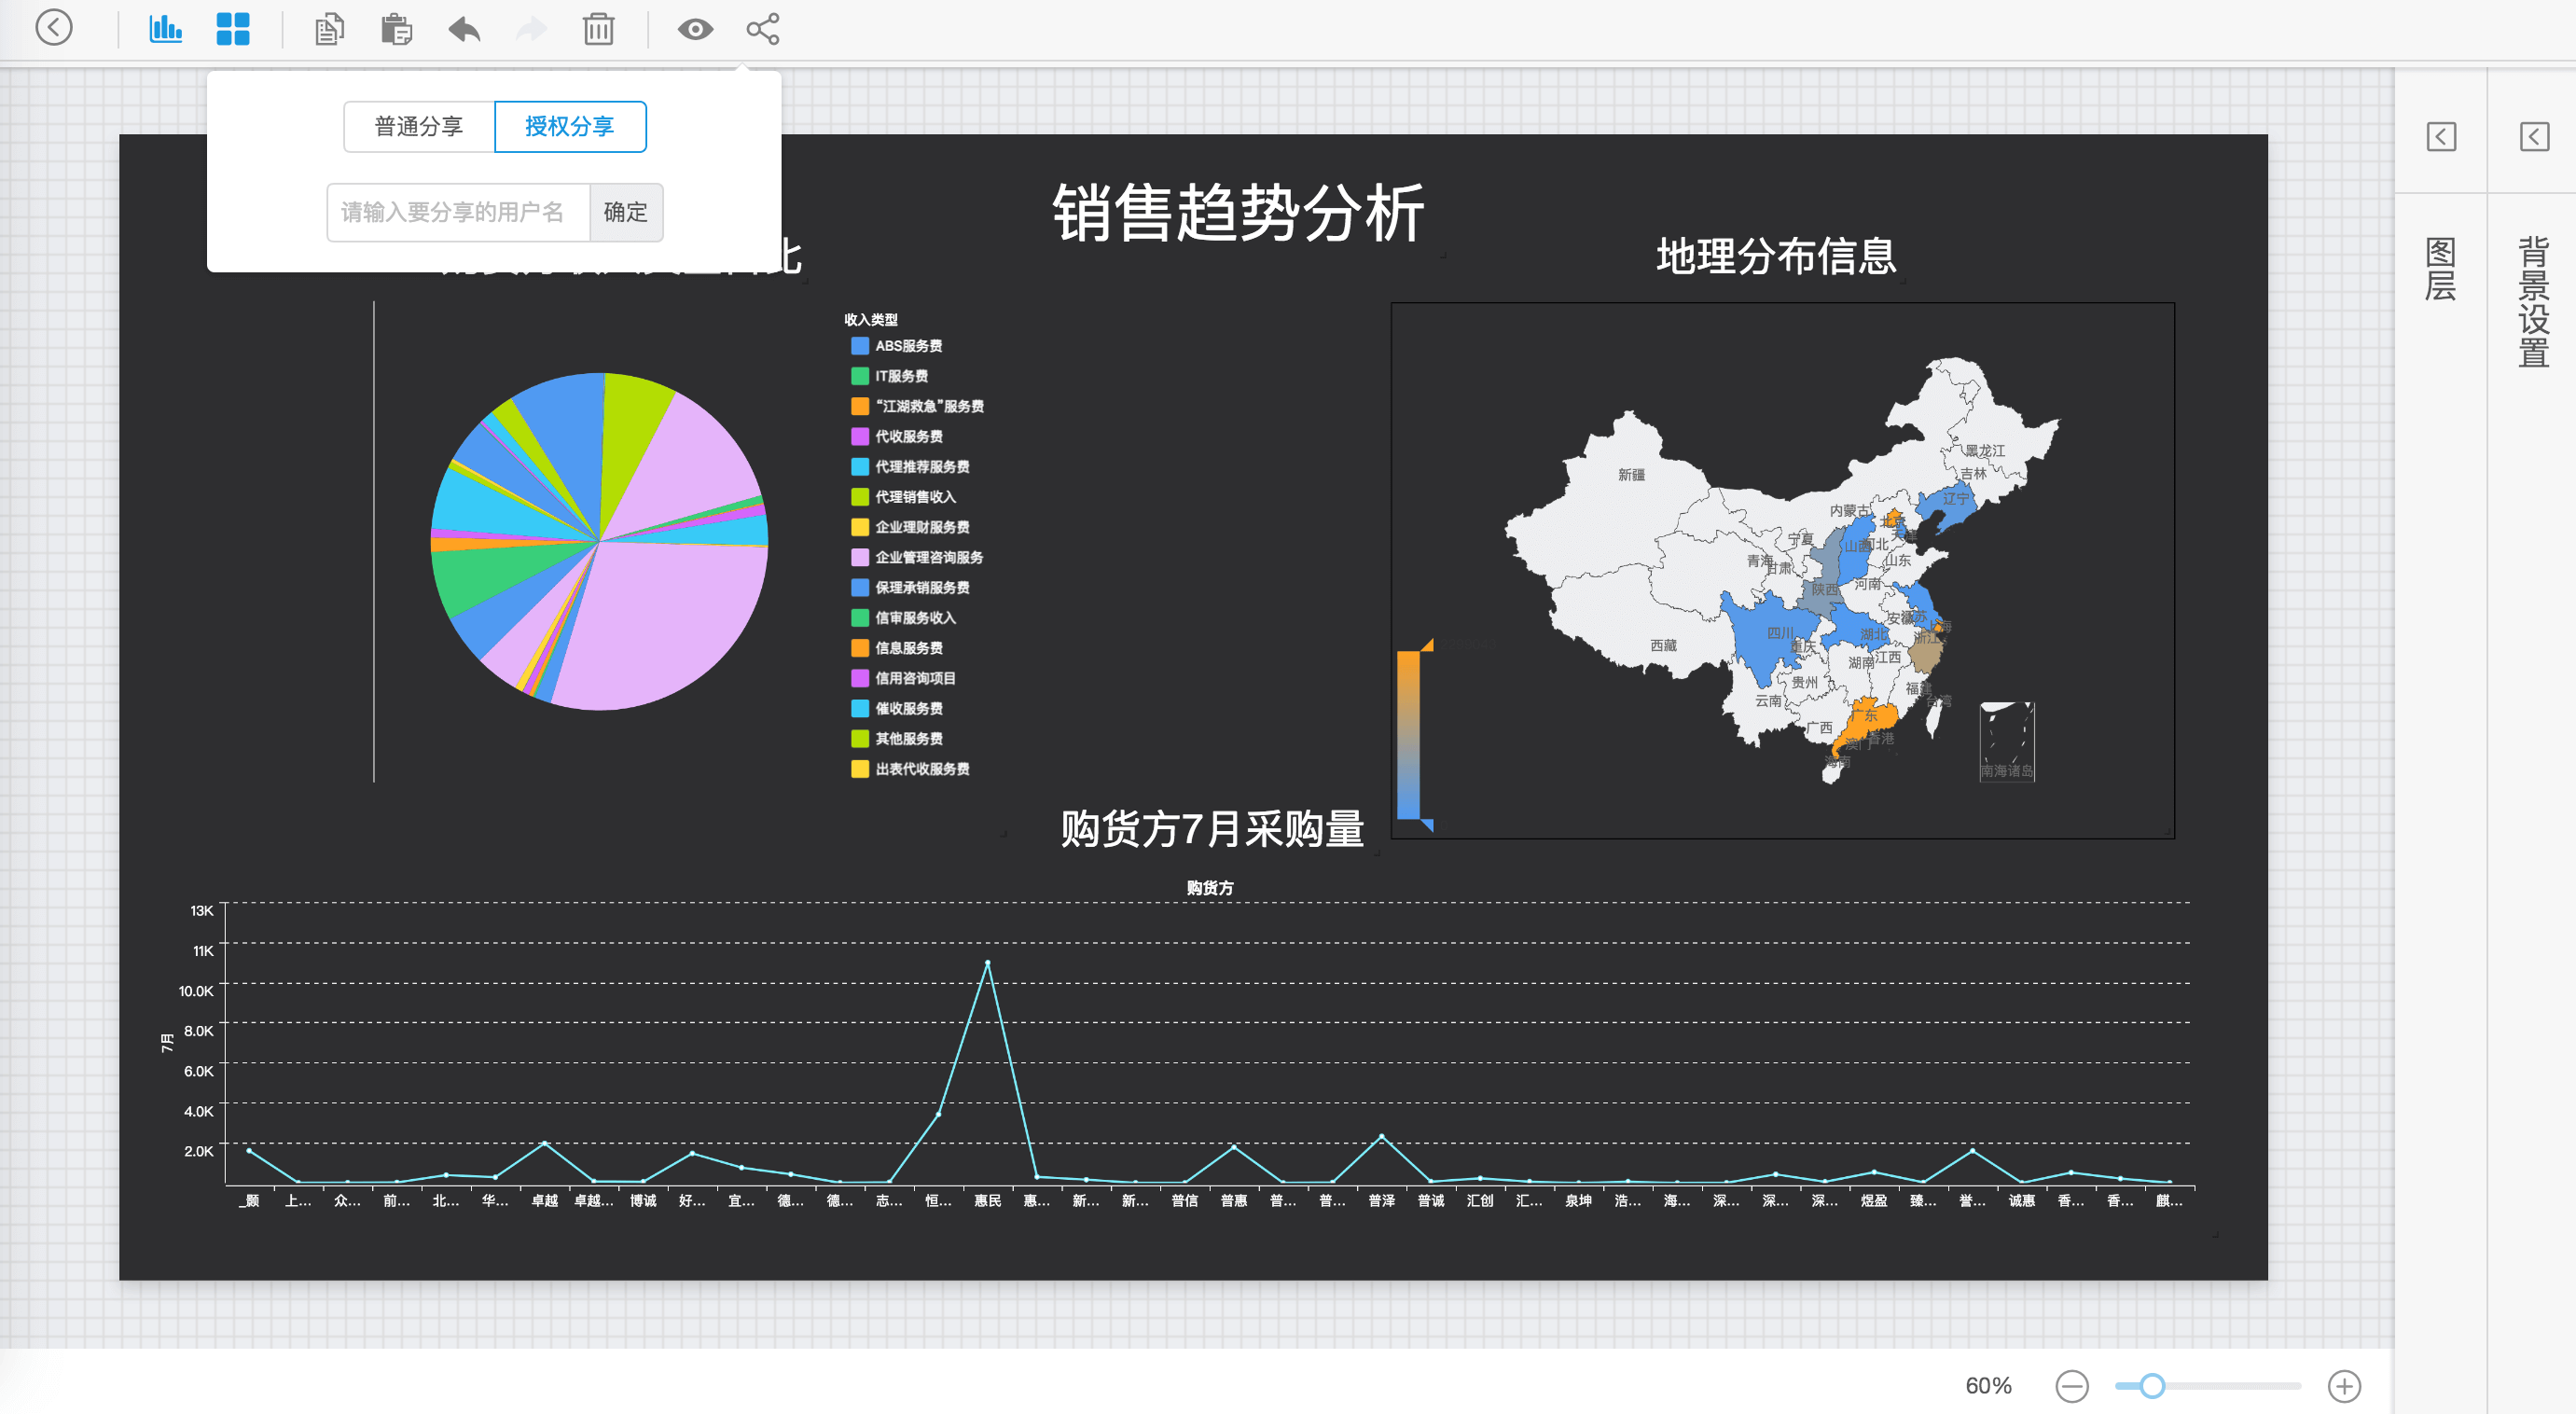 普通分享
授权分享
请输入要分享的用户名
确定
销售趋势分析
比
地理分布信息
图层
背景设置
收入类型
ABS服务费
IT服务费
“江湖救急”服务费
代收服务费
代理推荐服务费
代理销售收入
企业理财服务费
企业管理咨询服务
保理承销服务费
信审服务收入
信息服务费
信用咨询项目
催收服务费
其他服务费
出表代收服务费
黑龙江
吉林
新疆
辽宁
内蒙古
北京
天津
宁夏
山西
河北
青海
甘肃
山东
陕西
河南
安徽
江苏
上海
四川
湖北
浙江
西藏
重庆
湖南
江西
贵州
福建
云南
台湾
广东
广西
香港
澳门
海南
南海诸岛
购货方7月采购量
购货方
13K
11K
10.0K
8.0K
7月
6.0K
4.0K
2.0K
_颢 上... 众... 前... 北... 华... 卓越 卓越... 博诚 好... 宜... 德... 德... 志... 恒... 惠民 惠... 新... 新... 普信 普惠 普... 普... 普泽 普诚 汇创 汇... 泉坤 浩... 海... 深... 深... 深... 煜盈 臻... 誉... 诚惠 香... 香... 麒...
60%